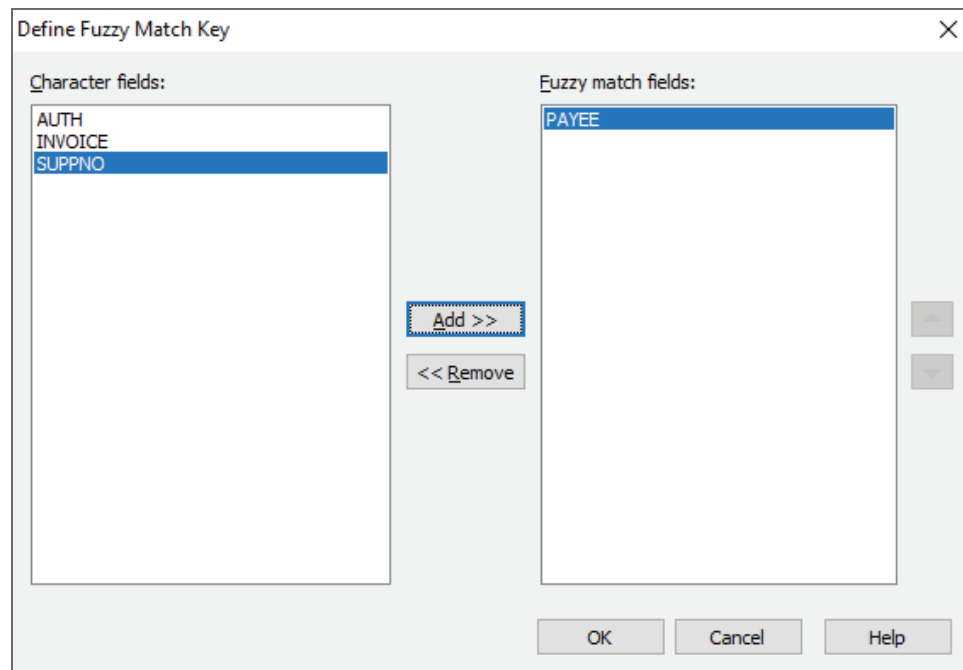 Define Fuzzy Match Key
Character fields:
AUTH
INVOICE
SUPPNO
Fuzzy match fields:
PAYEE
Add >>
<< Remove
OK
Cancel
Help